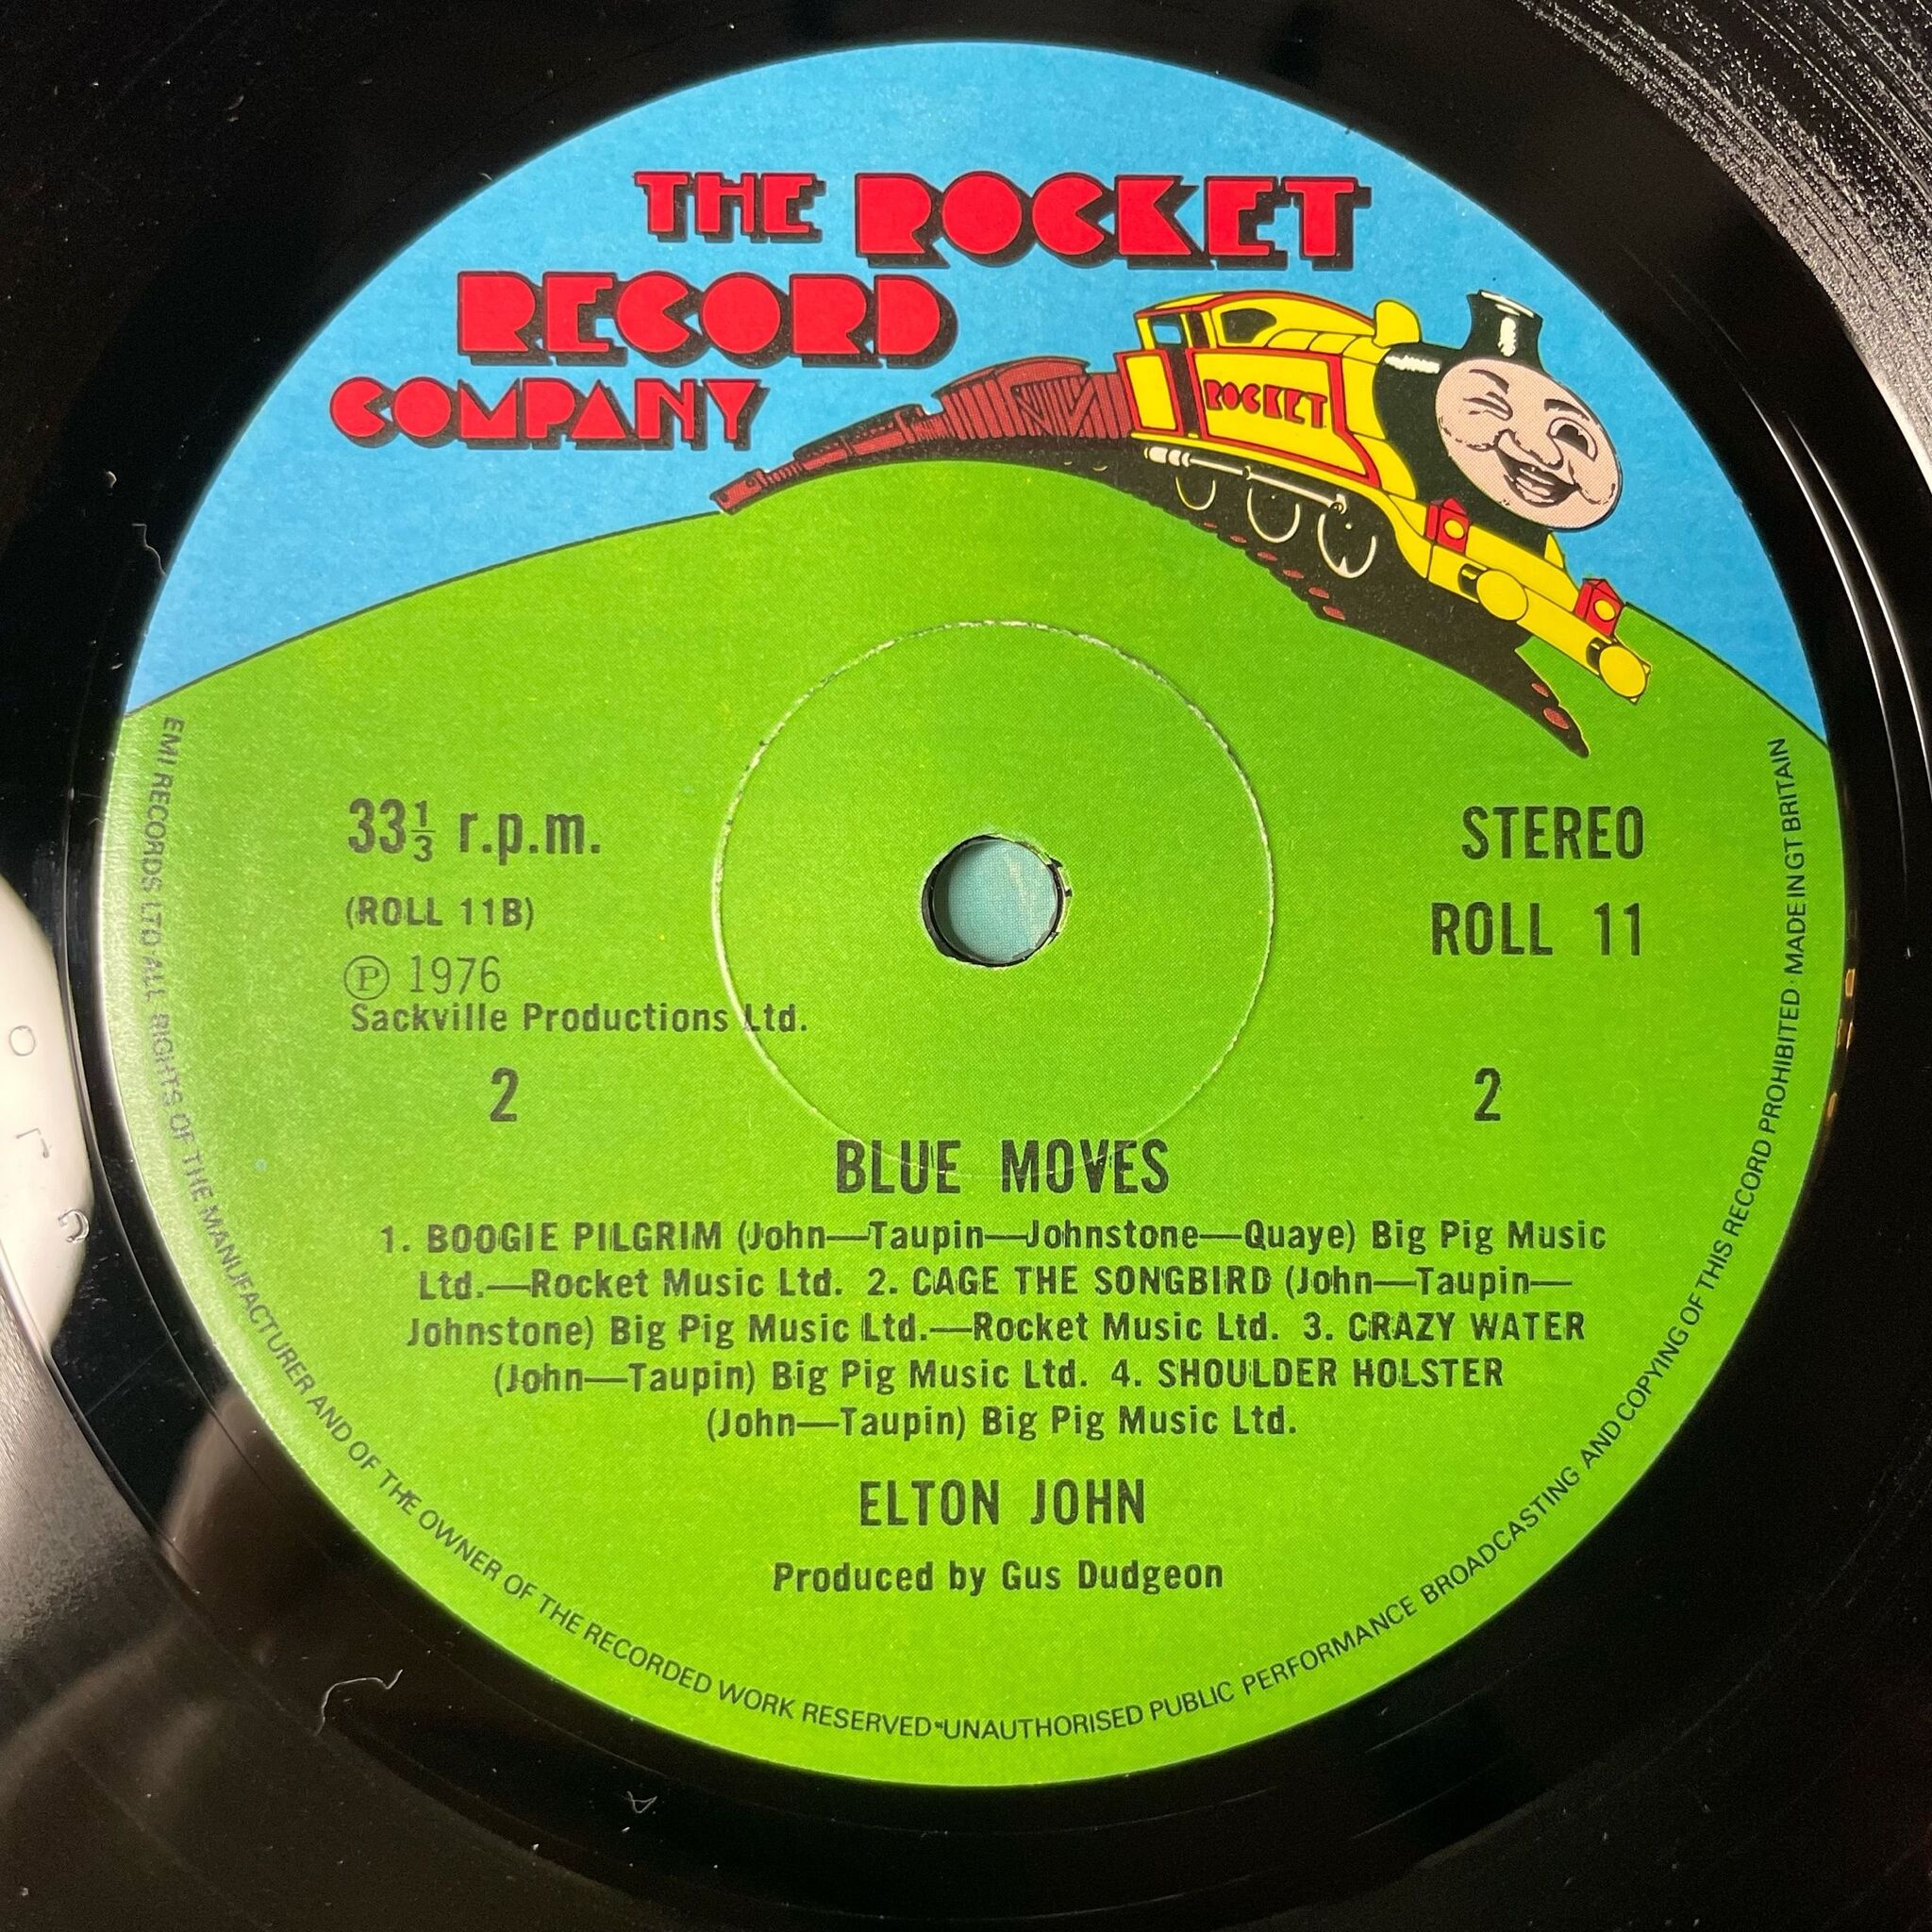 THE ROCKET
RECORD
COMPANY
ROCKET
33⅓ r.p.m.
(ROLL 11B)
Ⓟ 1976
Sackville Productions Ltd.
2
STEREO
ROLL 11
2
BLUE MOVES
1. BOOGIE PILGRIM (John—Taupin—Johnstone—Quaye) Big Pig Music
Ltd.—Rocket Music Ltd. 2. CAGE THE SONGBIRD (John—Taupin—
Johnstone) Big Pig Music Ltd.—Rocket Music Ltd. 3. CRAZY WATER
(John—Taupin) Big Pig Music Ltd. 4. SHOULDER HOLSTER
(John—Taupin) Big Pig Music Ltd.
ELTON JOHN
Produced by Gus Dudgeon
EMI RECORDS LTD·ALL RIGHTS OF THE MANUFACTURER AND OF THE OWNER OF THE RECORDED WORK RESERVED·UNAUTHORISED PUBLIC PERFORMANCE BROADCASTING AND COPYING OF THIS RECORD PROHIBITED·MADE IN GT BRITAIN